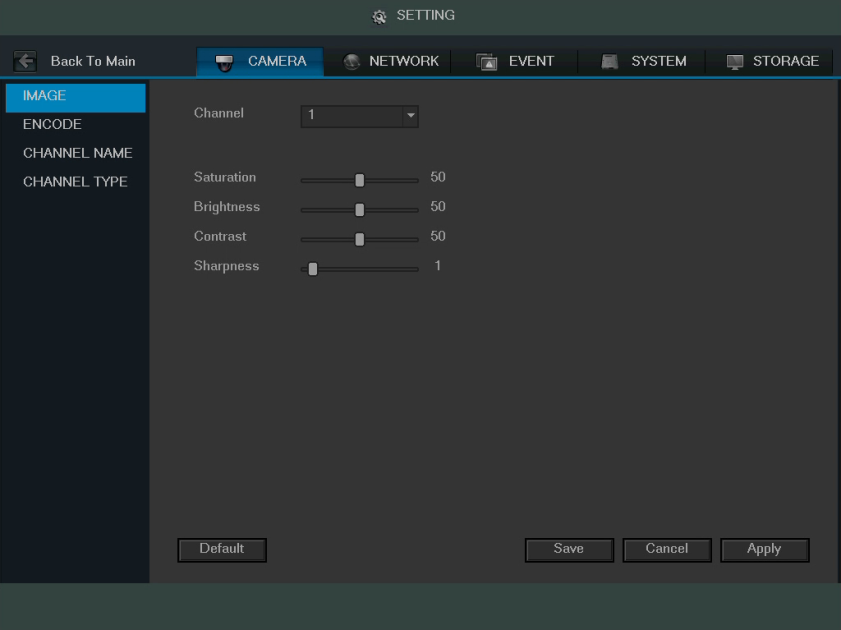 SETTING
Back To Main CAMERA NETWORK EVENT SYSTEM STORAGE
IMAGE
ENCODE
CHANNEL NAME
CHANNEL TYPE
Channel 1
Saturation 50
Brightness 50
Contrast 50
Sharpness 1
Default Save Cancel Apply